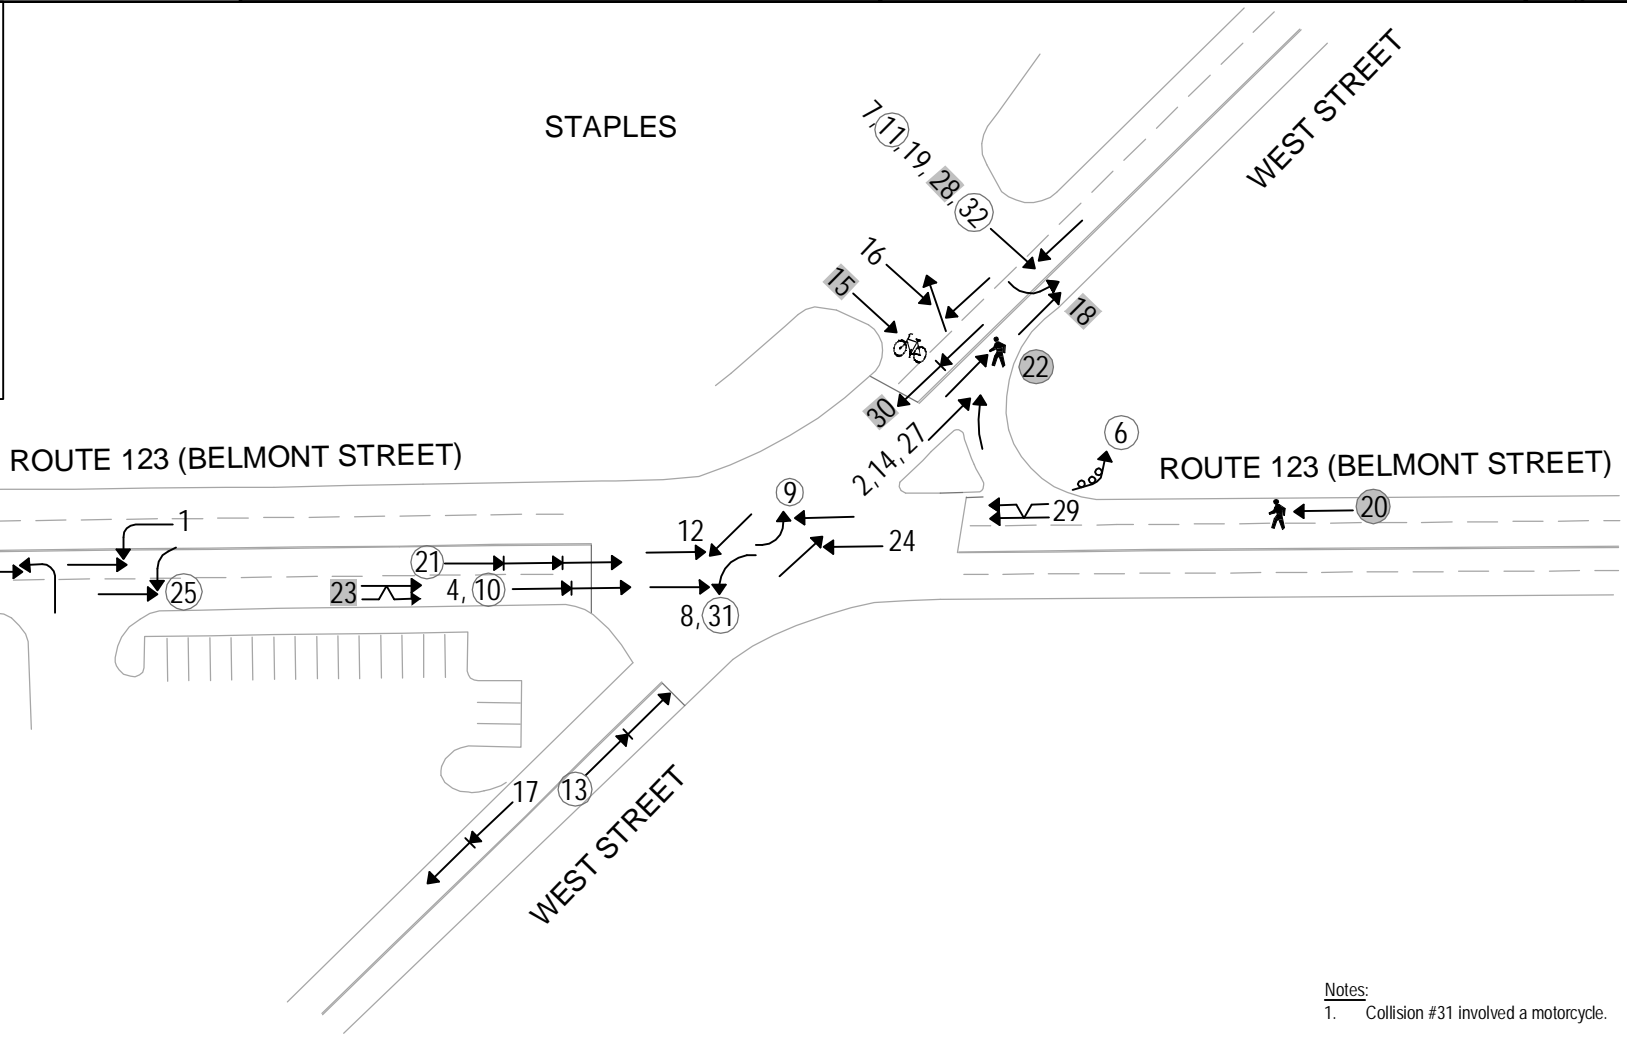 STAPLES
WEST STREET
7, 11, 19, 28, 32
16
15
18
22
30
2, 14, 27
6
ROUTE 123 (BELMONT STREET)
ROUTE 123 (BELMONT STREET)
9
1
12
29
20
24
21
25
23
4, 10
8, 31
17
13
WEST STREET
Notes:
1. Collision #31 involved a motorcycle.